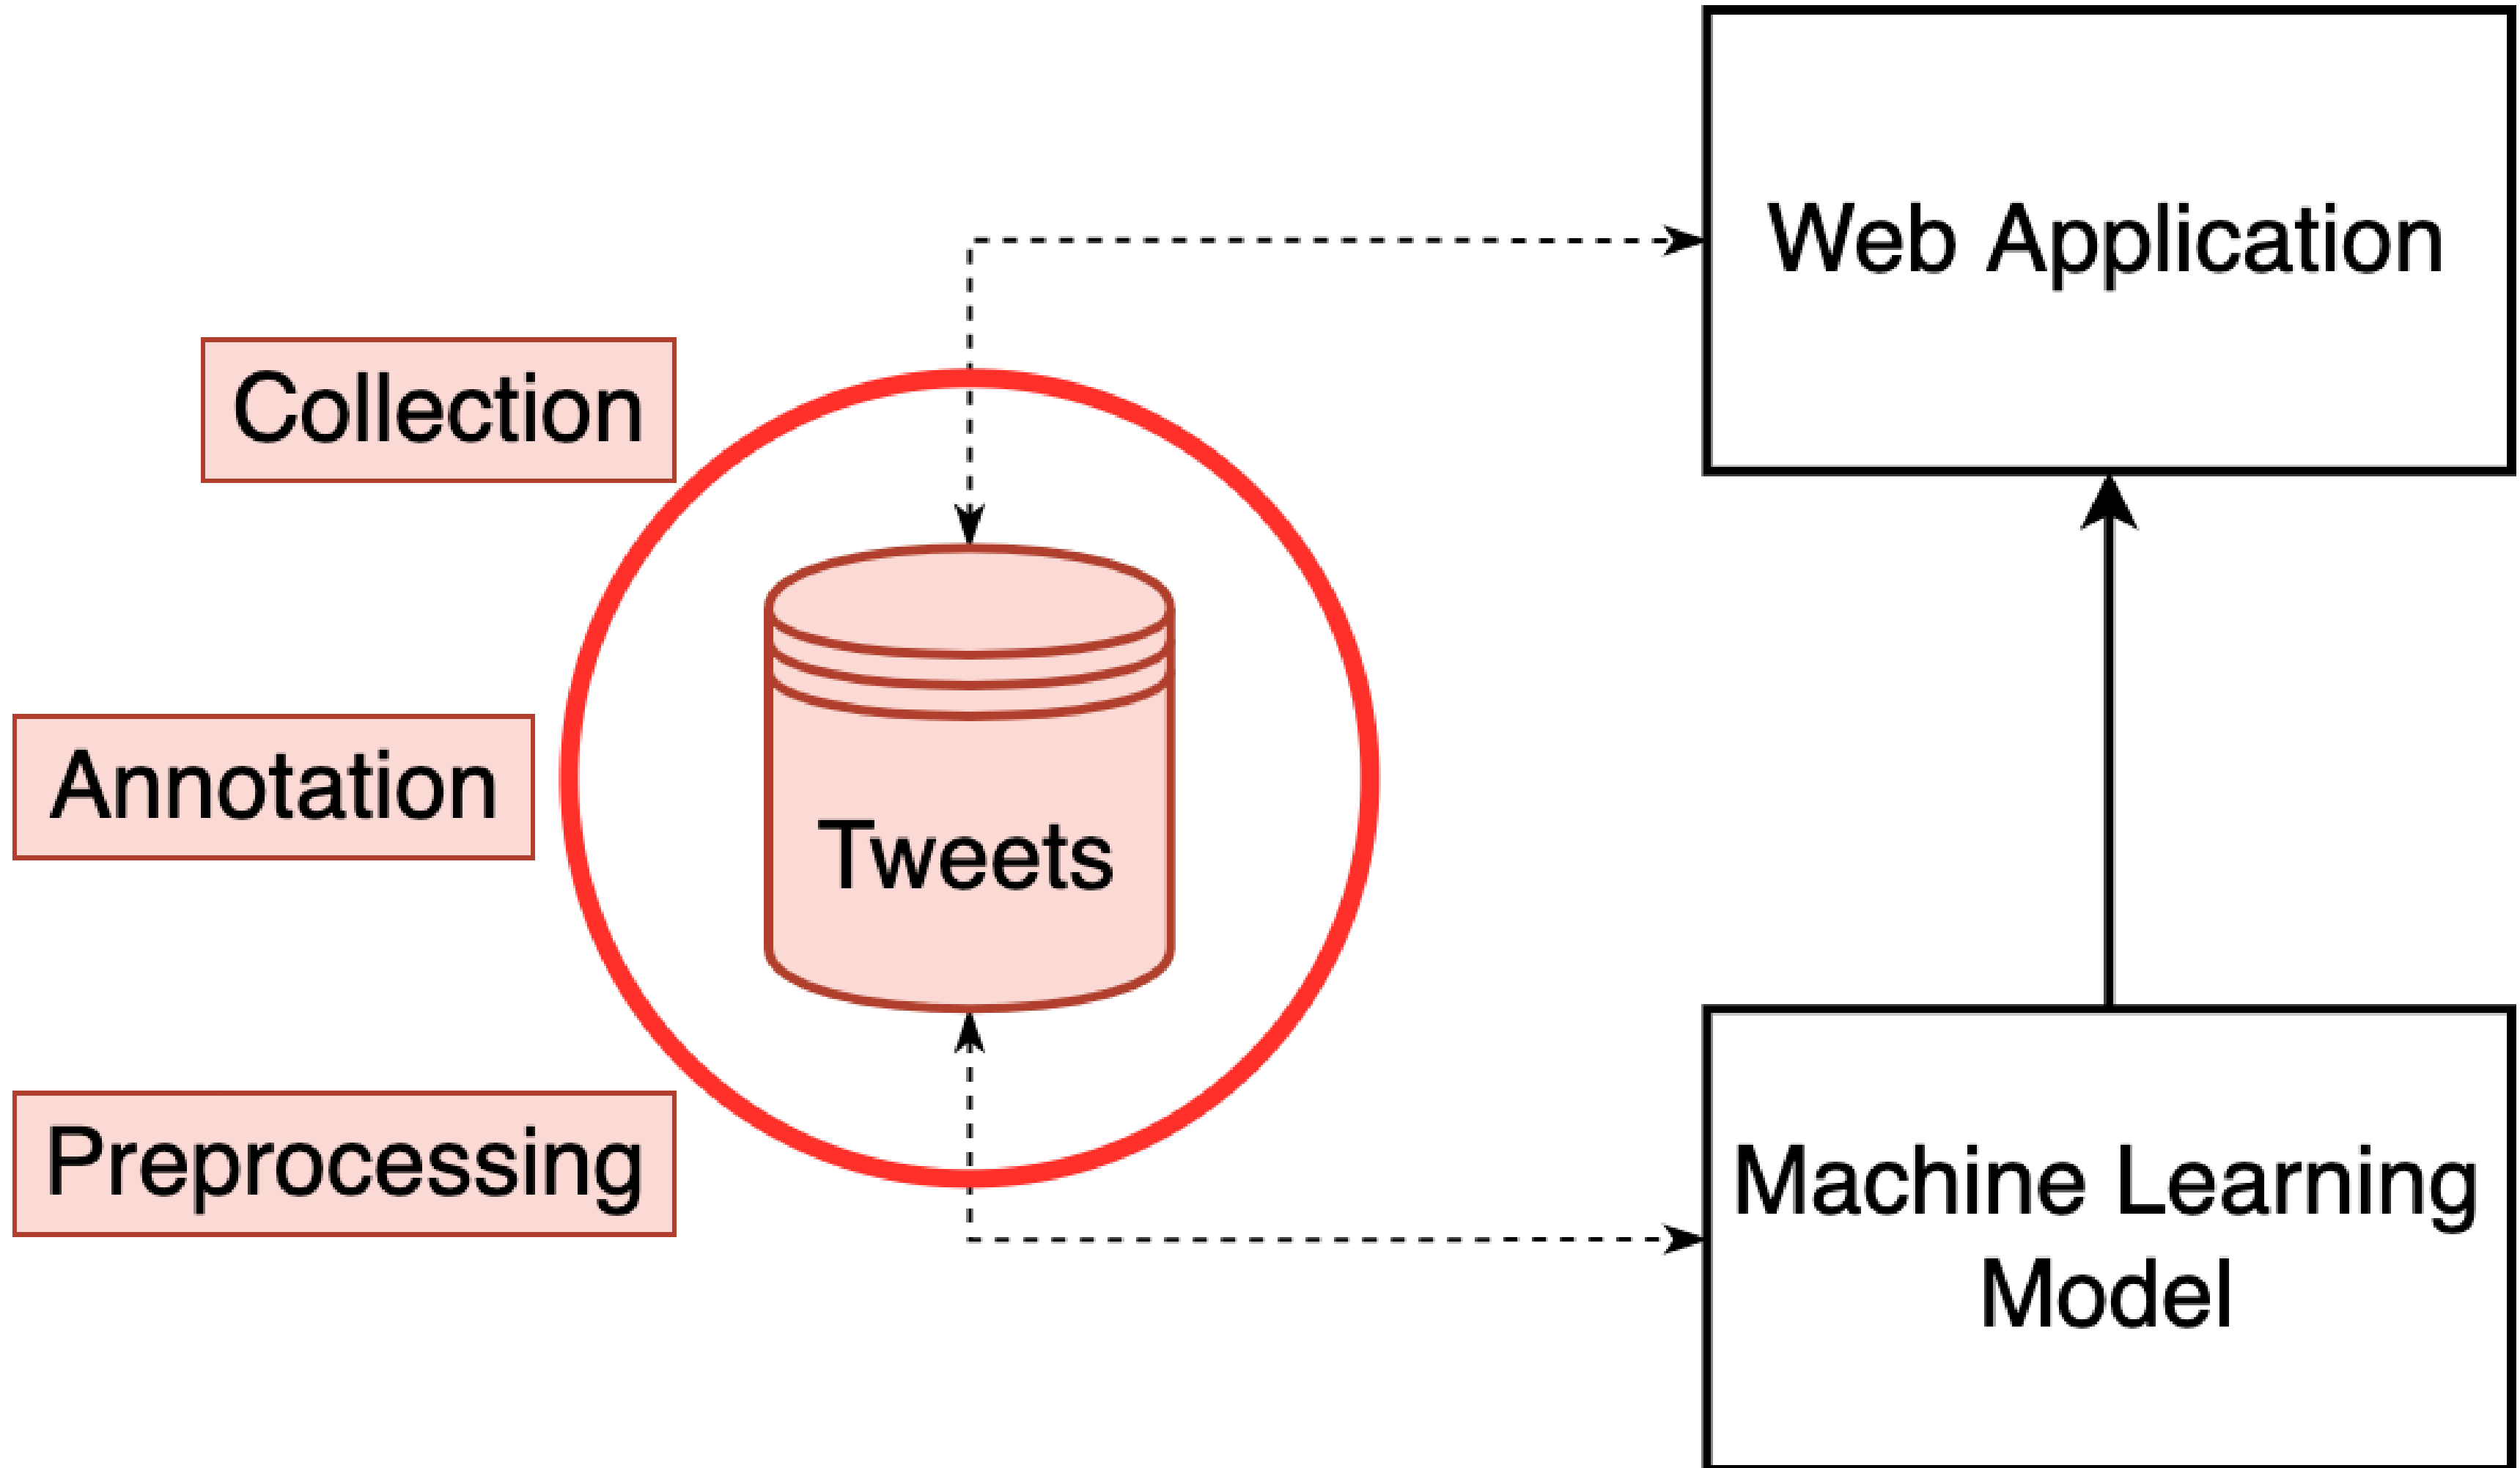 Web Application
Collection
Annotation
Tweets
Preprocessing
Machine Learning
Model